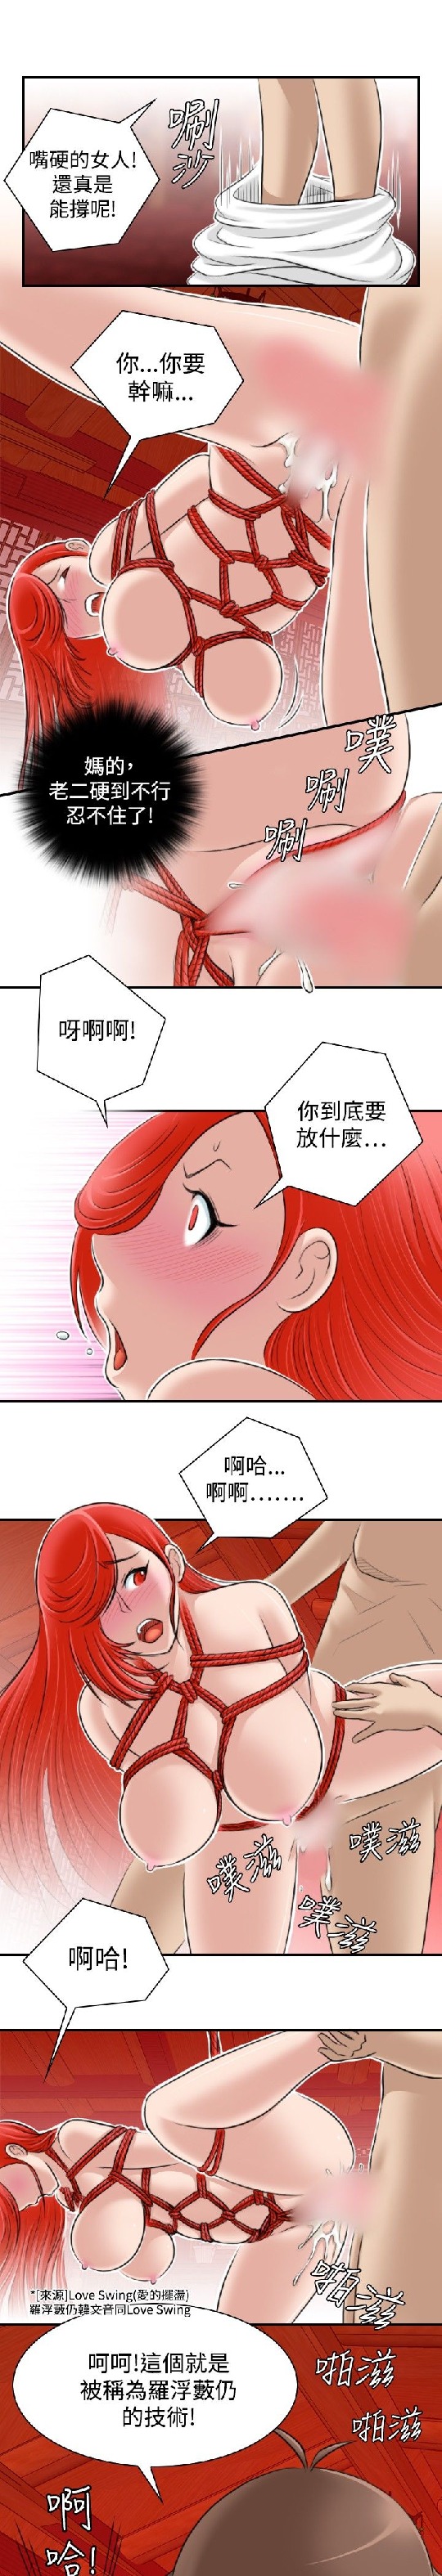 唰沙
嘴硬的女人!
還真是
能撐呢!
你...你要
幹嘛...
媽的,
老二硬到不行
忍不住了!
噗
唰
唰
呀啊啊!
你到底要
放什麼...
啊哈...
啊啊.......
噗滋
噗滋
噗滋
啊哈!
*[來源]Love Swing(愛的擺盪)
羅浮數仍韓文音同Love Swing
啪滋
呵呵!這個就是
被稱為羅浮數仍
的技術!
啪滋
啪滋
啊
哈!